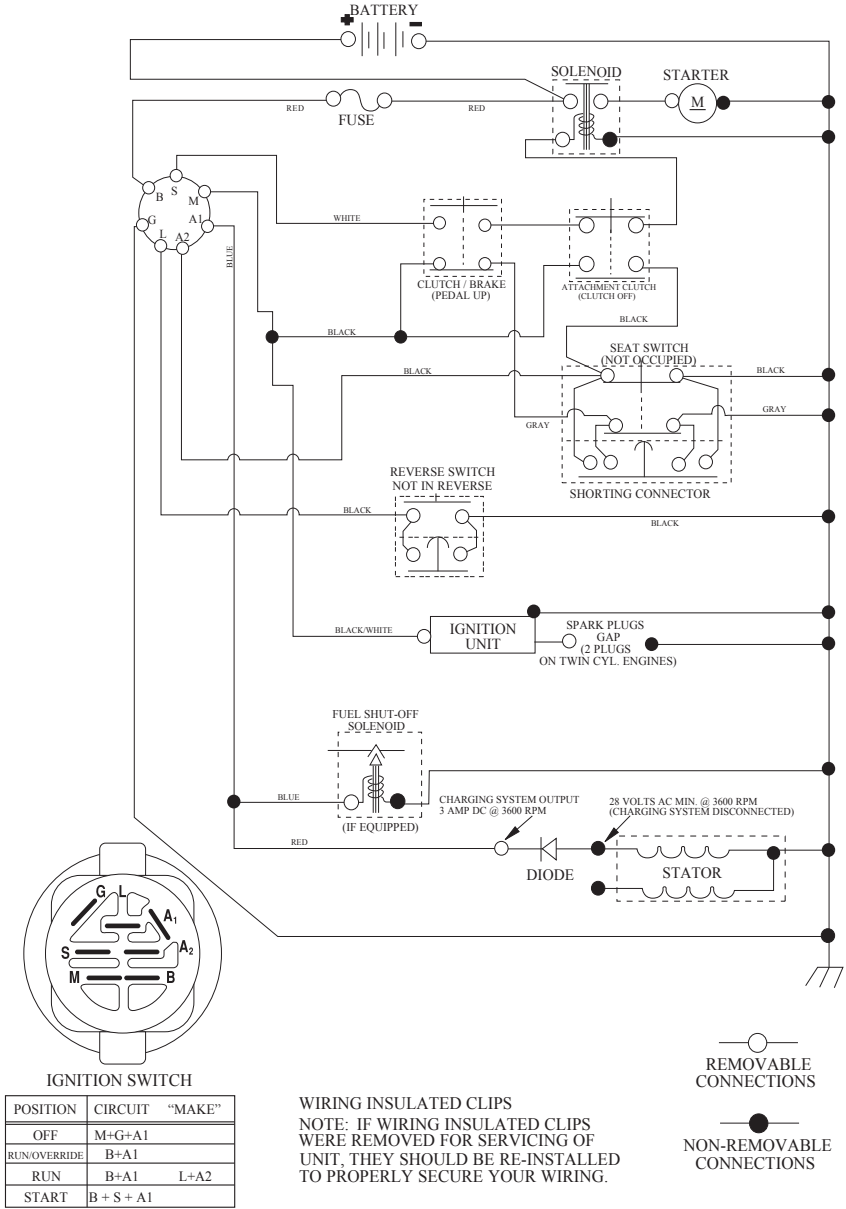 BATTERY
+ -
SOLENOID
STARTER
M
RED
FUSE
RED
B
S
M
G
A1
L
A2
WHITE
BLUE
CLUTCH / BRAKE
(PEDAL UP)
ATTACHMENT CLUTCH
(CLUTCH OFF)
BLACK
BLACK
SEAT SWITCH
(NOT OCCUPIED)
BLACK
BLACK
GRAY
GRAY
SHORTING CONNECTOR
REVERSE SWITCH
NOT IN REVERSE
BLACK
BLACK
BLACK/WHITE
IGNITION
UNIT
SPARK PLUGS
GAP
(2 PLUGS
ON TWIN CYL. ENGINES)
FUEL SHUT-OFF
SOLENOID
BLUE
(IF EQUIPPED)
CHARGING SYSTEM OUTPUT
3 AMP DC @ 3600 RPM
28 VOLTS AC MIN. @ 3600 RPM
(CHARGING SYSTEM DISCONNECTED)
RED
DIODE
STATOR
G L
A1
S
A2
M
B
IGNITION SWITCH
POSITION CIRCUIT “MAKE”
OFF M+G+A1
RUN/OVERRIDE B+A1
RUN B+A1 L+A2
START B + S + A1
WIRING INSULATED CLIPS
NOTE: IF WIRING INSULATED CLIPS
WERE REMOVED FOR SERVICING OF
UNIT, THEY SHOULD BE RE-INSTALLED
TO PROPERLY SECURE YOUR WIRING.
REMOVABLE
CONNECTIONS
NON-REMOVABLE
CONNECTIONS